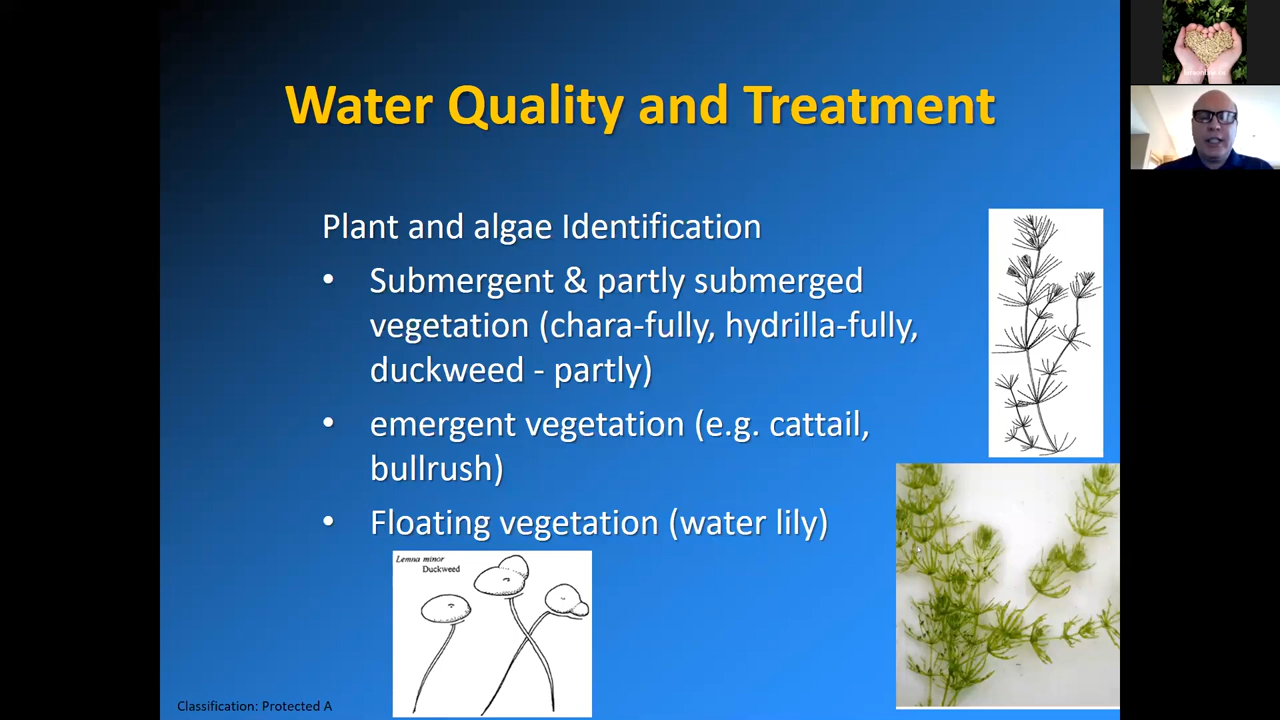 Water Quality and Treatment
Plant and algae Identification
• Submergent & partly submerged
vegetation (chara-fully, hydrilla-fully,
duckweed - partly)
• emergent vegetation (e.g. cattail,
bullrush)
• Floating vegetation (water lily)
Lemna minor
Duckweed
Classification: Protected A